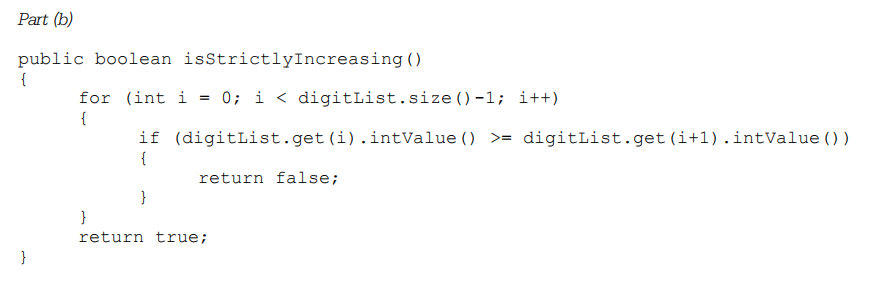 Part (b)
public boolean isStrictlyIncreasing()
{
for (int i = 0; i < digitList.size()-1; i++)
{
if (digitList.get(i).intValue() >= digitList.get(i+1).intValue())
{
return false;
}
}
return true;
}